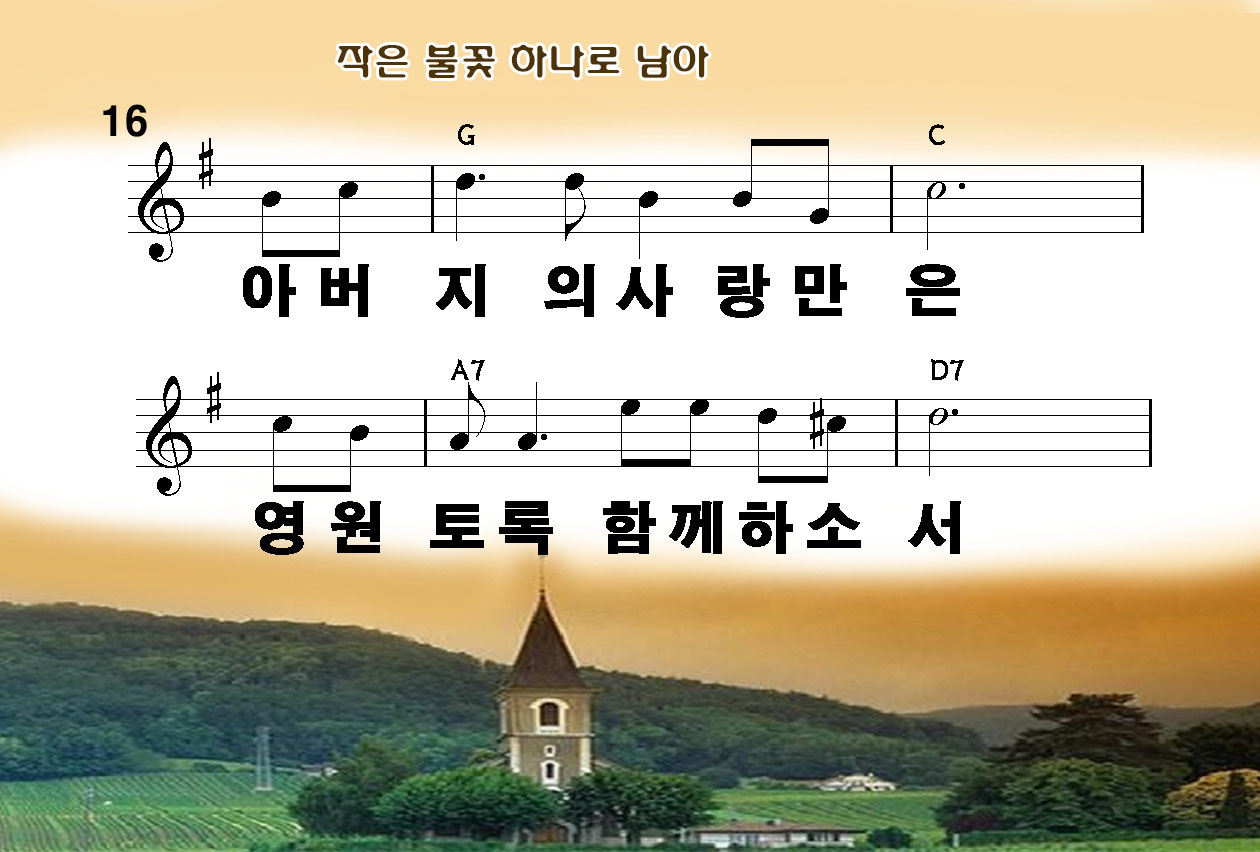 작은 불꽃 하나로 남아
16
G C
아 버 지 의 사 랑 만 은
A7 D7
영 원 토 록 함 께 하 소 서